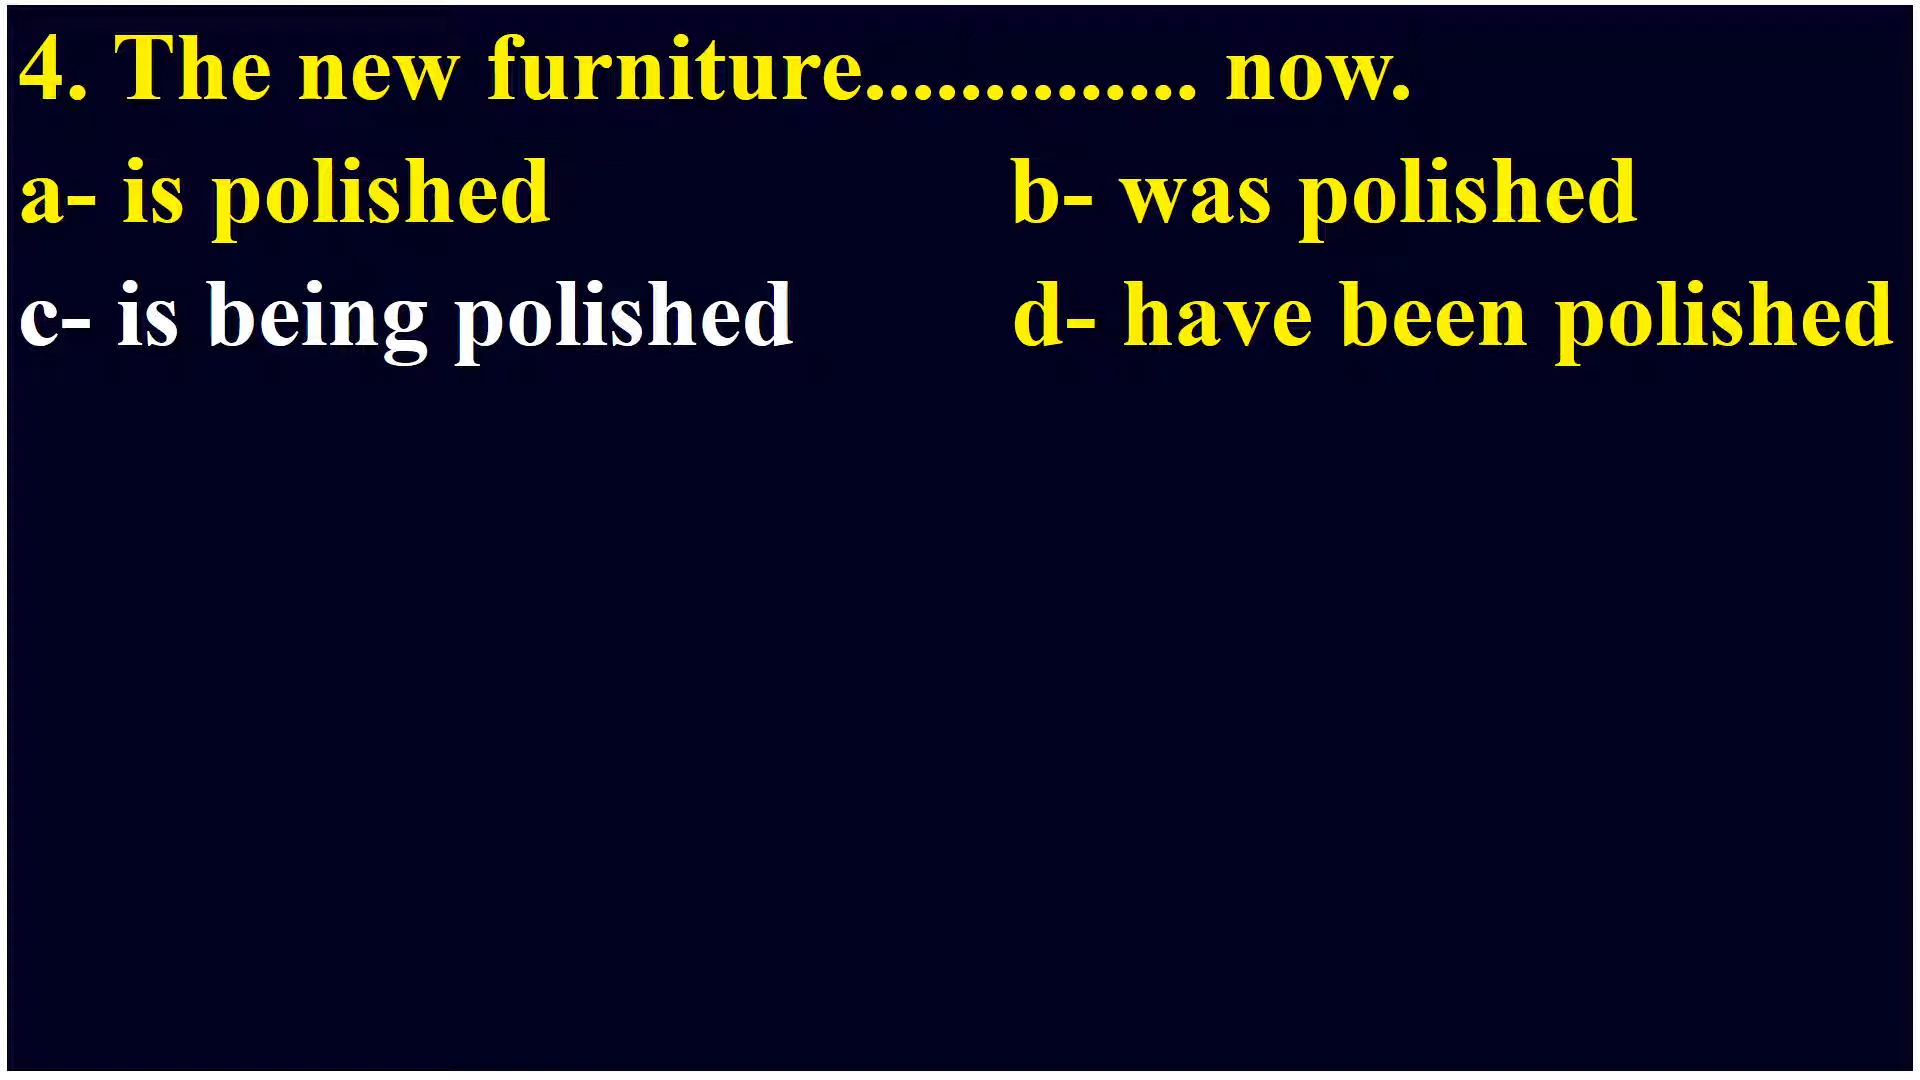 4. The new furniture.............. now.
a- is polished b- was polished
c- is being polished d- have been polished